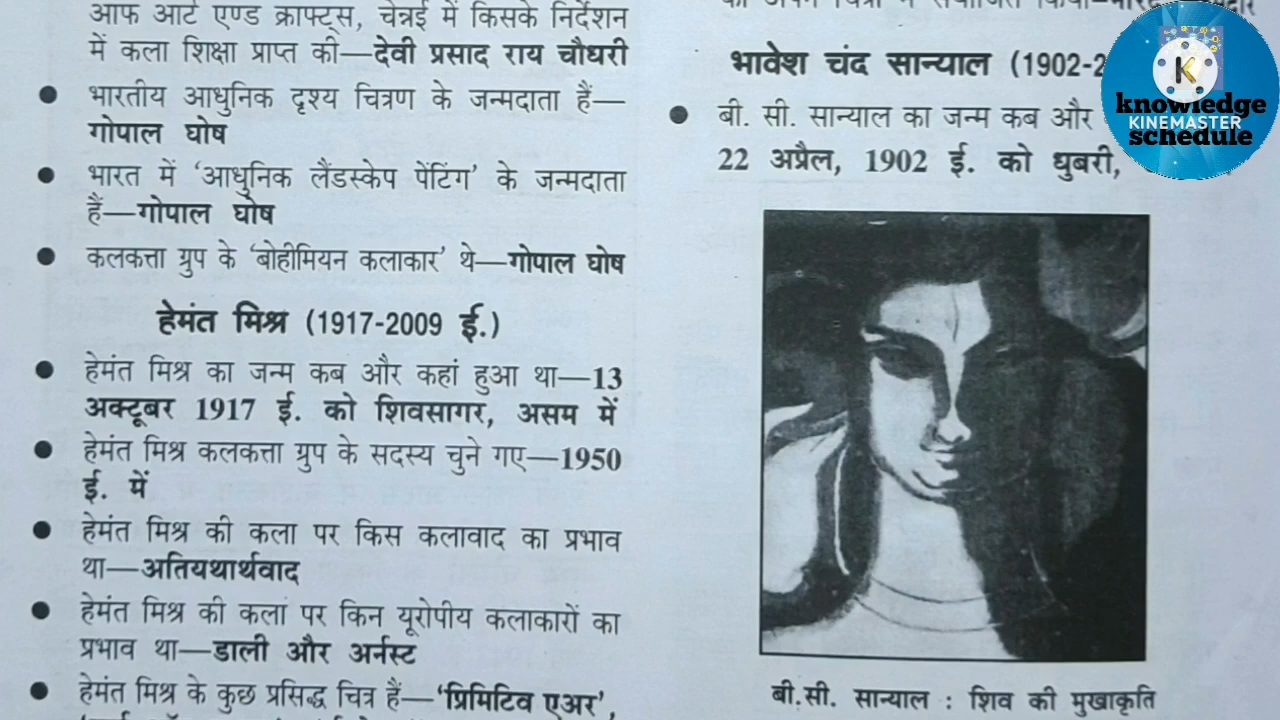 आफ आर्ट एण्ड क्राफ्ट्स, चेन्नई में किसके निर्देशन
में कला शिक्षा प्राप्त की—देवी प्रसाद राय चौधरी
● भारतीय आधुनिक दृश्य चित्रण के जन्मदाता हैं—
गोपाल घोष
● भारत में ‘आधुनिक लैंडस्केप पेंटिंग’ के जन्मदाता
हैं—गोपाल घोष
● कलकत्ता ग्रुप के ‘बोहीमियन कलाकार’ थे—गोपाल घोष
हेमंत मिश्र (1917-2009 ई.)
● हेमंत मिश्र का जन्म कब और कहां हुआ था—13
अक्टूबर 1917 ई. को शिवसागर, असम में
● हेमंत मिश्र कलकत्ता ग्रुप के सदस्य चुने गए—1950
ई. में
● हेमंत मिश्र की कला पर किस कलावाद का प्रभाव
था—अतियथार्थवाद
● हेमंत मिश्र की कला पर किन यूरोपीय कलाकारों का
प्रभाव था—डाली और अर्नस्ट
● हेमंत मिश्र के कुछ प्रसिद्ध चित्र हैं—‘प्रिमिटिव एअर’,
भावेश चंद सान्याल (1902-2
● बी. सी. सान्याल का जन्म कब और
22 अप्रैल, 1902 ई. को धुबरी,
बी.सी. सान्याल : शिव की मुखाकृति
K
knowledge
KINEMASTER
schedule